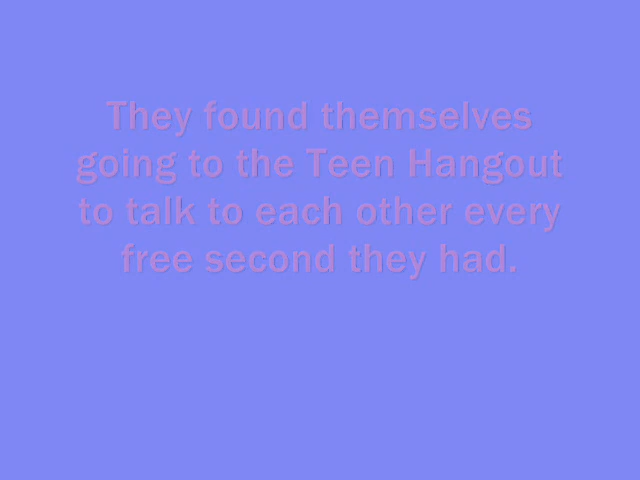 They found themselves
going to the Teen Hangout
to talk to each other every
free second they had.